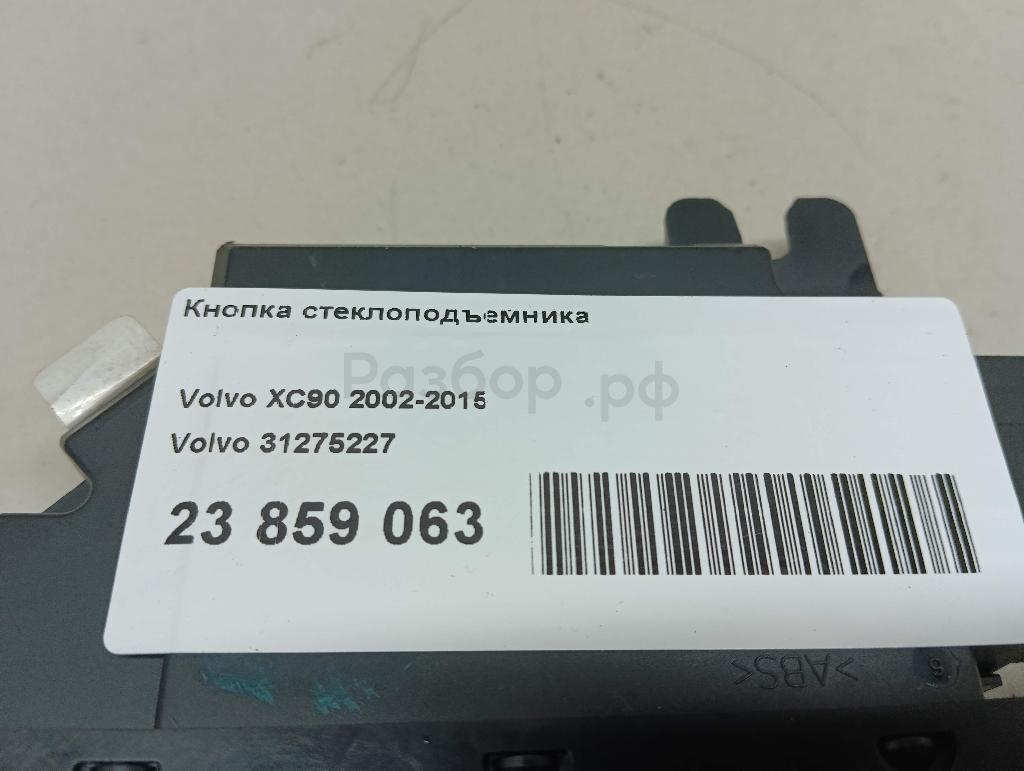 Кнопка стеклоподъемника
Разбор.рф
Volvo XC90 2002-2015
Volvo 31275227
23 859 063
>ABS<